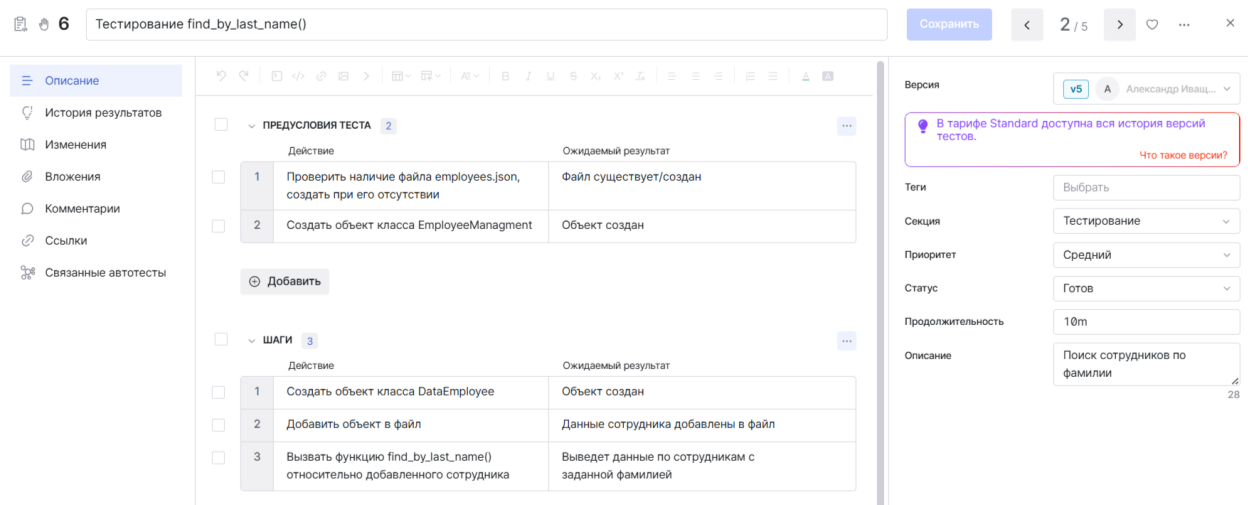 6 Тестирование find_by_last_name() Сохранить 2 / 5
Описание
История результатов
Изменения
Вложения
Комментарии
Ссылки
Связанные автотесты
ПРЕДУСЛОВИЯ ТЕСТА 2
Действие Ожидаемый результат
1 Проверить наличие файла employees.json, Файл существует/создан
создать при его отсутствии
2 Создать объект класса EmployeeManagment Объект создан
Добавить
ШАГИ 3
Действие Ожидаемый результат
1 Создать объект класса DataEmployee Объект создан
2 Добавить объект в файл Данные сотрудника добавлены в файл
3 Вызвать функцию find_by_last_name() Выведет данные по сотрудникам с
относительно добавленного сотрудника заданной фамилией
Версия v5 А Александр Иващ...
В тарифе Standard доступна вся история версий
тестов.
Что такое версии?
Теги Выбрать
Секция Тестирование
Приоритет Средний
Статус Готов
Продолжительность 10m
Описание Поиск сотрудников по
фамилии
28